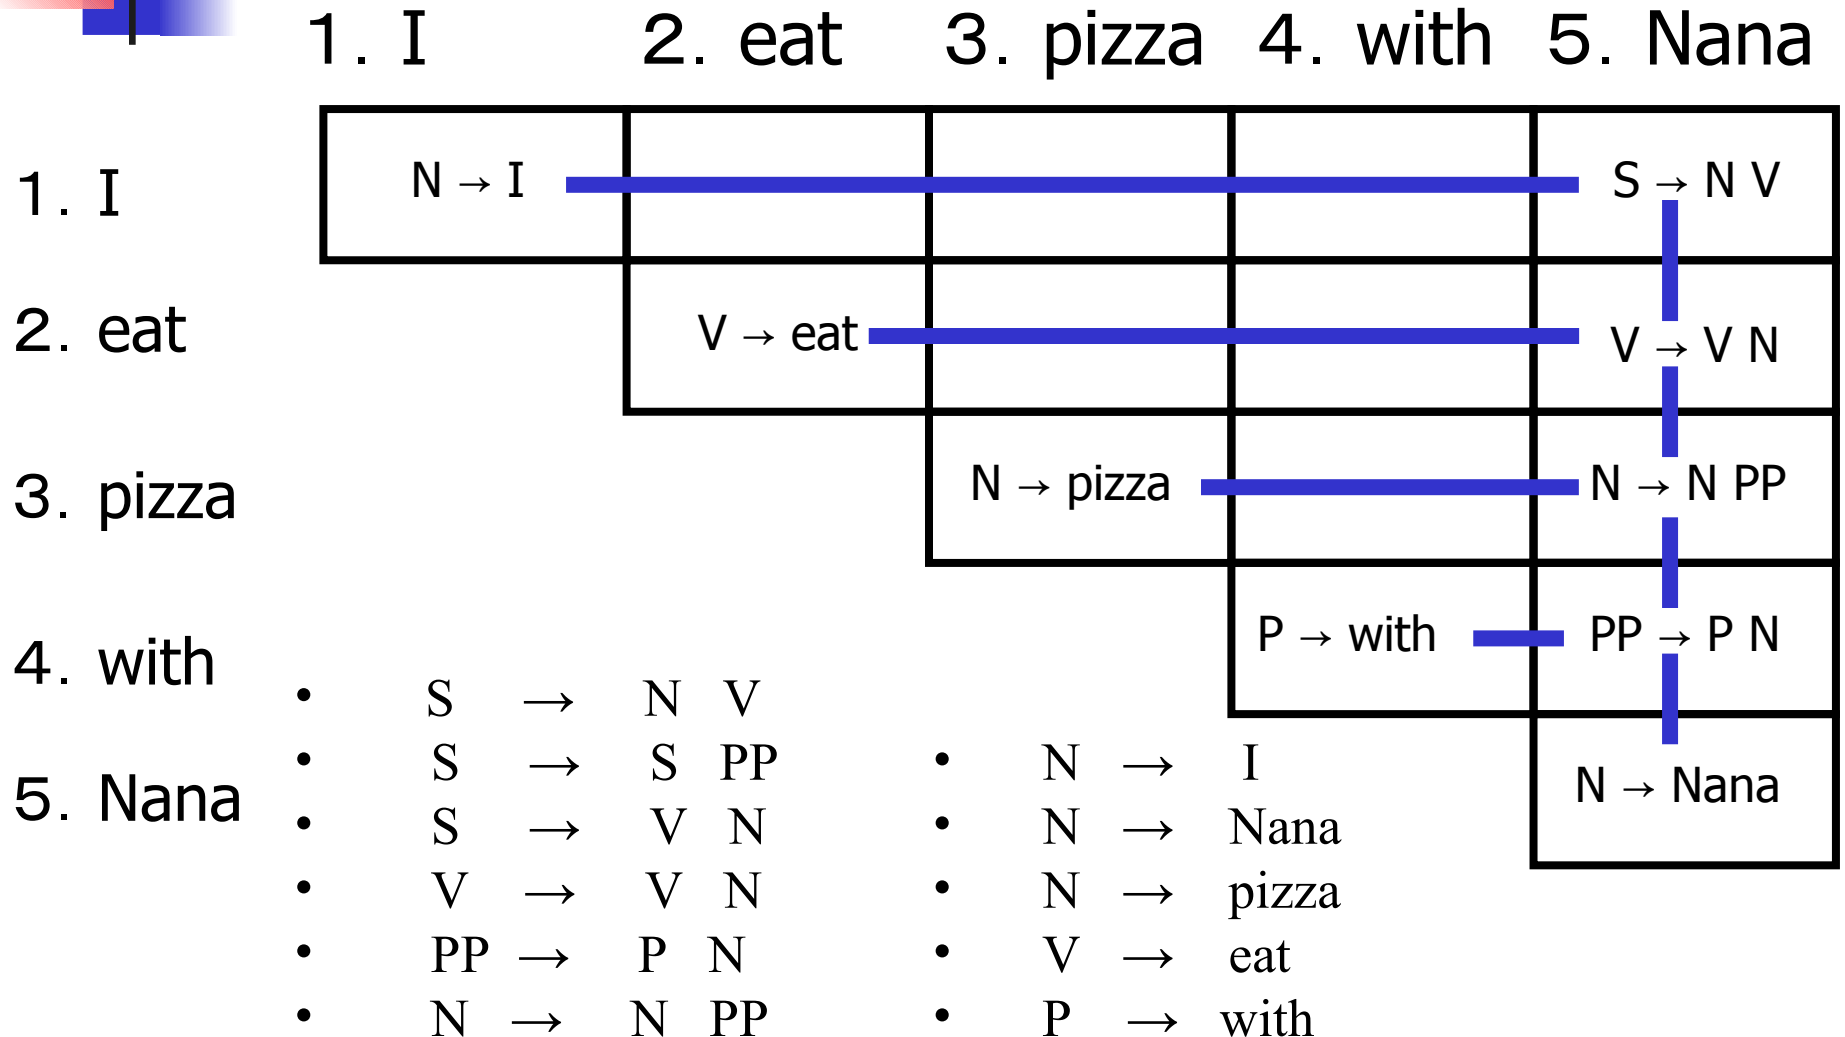 1. I 2. eat 3. pizza 4. with 5. Nana
1. I N → I S → N V
2. eat V → eat V → V N
3. pizza N → pizza N → N PP
4. with P → with PP → P N
5. Nana N → Nana
• S → N V
• S → S PP
• S → V N
• V → V N
• PP → P N
• N → N PP
• N → I
• N → Nana
• N → pizza
• V → eat
• P → with